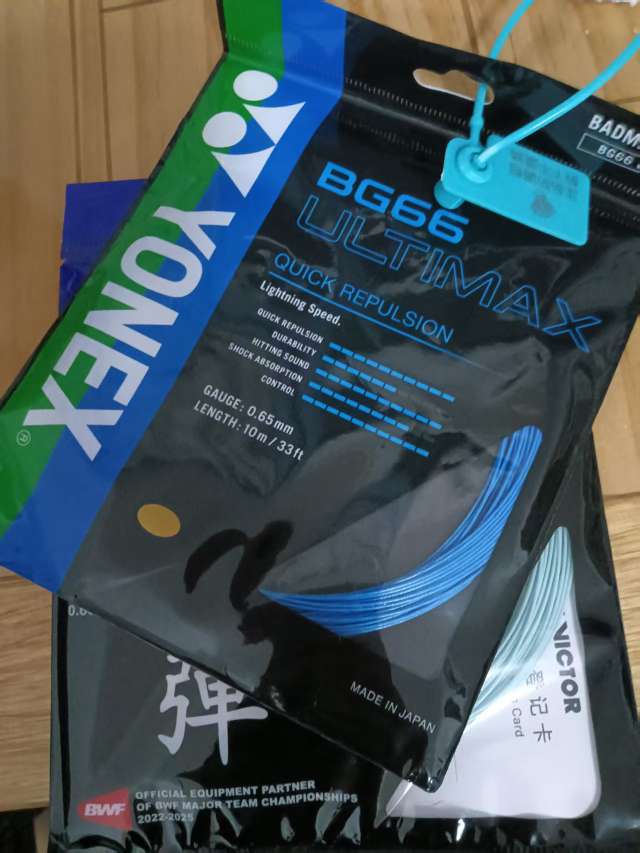 YONEX
®
BADM
BG66
BG66
ULTIMAX
QUICK REPULSION
Lightning Speed.
QUICK REPULSION
DURABILITY
HITTING SOUND
SHOCK ABSORPTION
CONTROL
GAUGE : 0.65mm
LENGTH : 10m / 33ft
MADE IN JAPAN
VICTOR
记卡
Card
弹
BWF
OFFICIAL EQUIPMENT PARTNER
OF BWF MAJOR TEAM CHAMPIONSHIPS
2022-2025